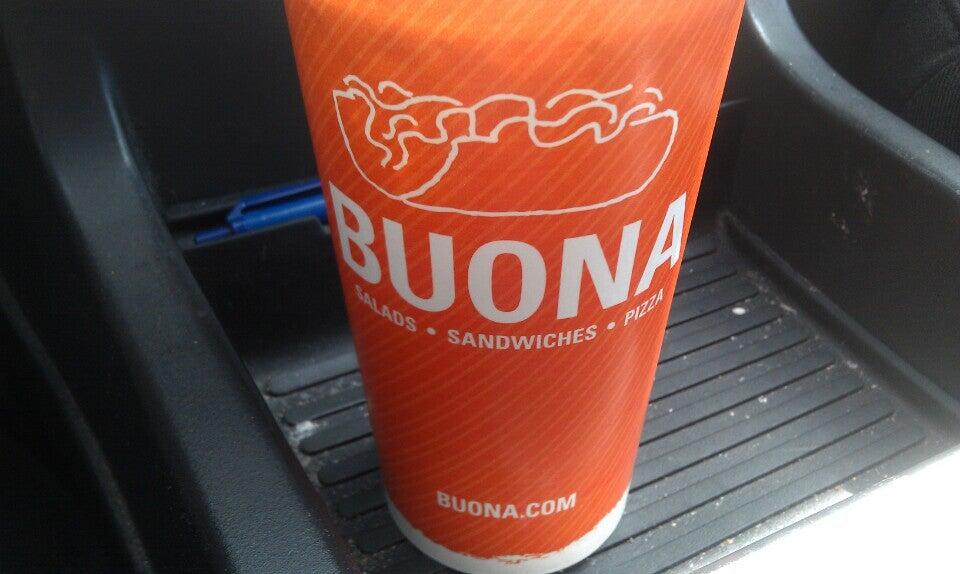 BUONA
SALADS • SANDWICHES • PIZZA
BUONA.COM